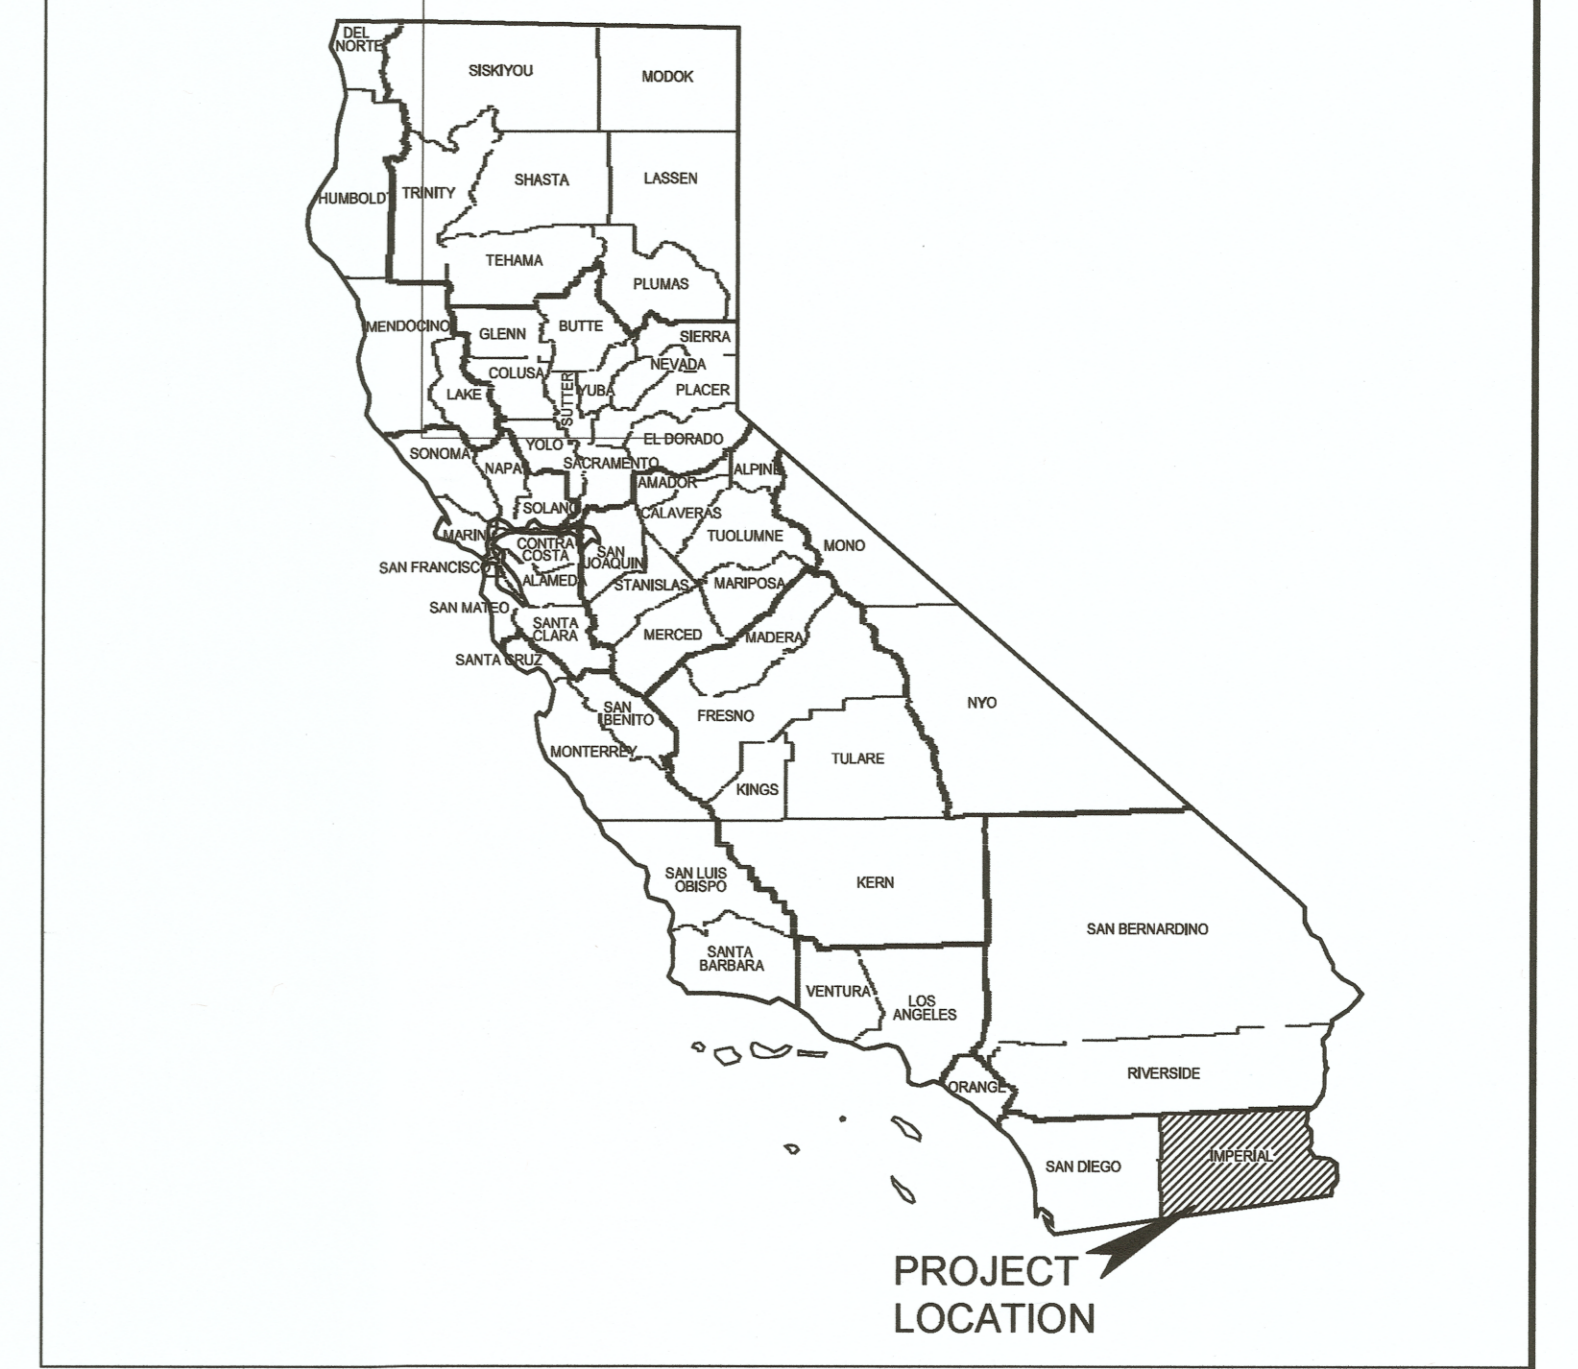 DEL
NORTE
SISKIYOU
MODOK
HUMBOLDT
TRINITY
SHASTA
LASSEN
TEHAMA
PLUMAS
MENDOCINO
GLENN
BUTTE
SIERRA
COLUSA
NEVADA
LAKE
SUTTER
YUBA
PLACER
SONOMA
YOLO
EL DORADO
NAPA
SACRAMENTO
ALPINE
AMADOR
SOLANO
CALAVERAS
MARIN
TUOLUMNE
CONTRA
COSTA
SAN
JOAQUIN
MONO
SAN FRANCISCO
ALAMEDA
STANISLAS
MARIPOSA
SAN MATEO
SANTA
CLARA
MERCED
MADERA
SANTA CRUZ
SAN
BENITO
FRESNO
NYO
MONTERREY
TULARE
KINGS
SAN LUIS
OBISPO
KERN
SAN BERNARDINO
SANTA
BARBARA
VENTURA
LOS
ANGELES
ORANGE
RIVERSIDE
SAN DIEGO
IMPERIAL
PROJECT
LOCATION